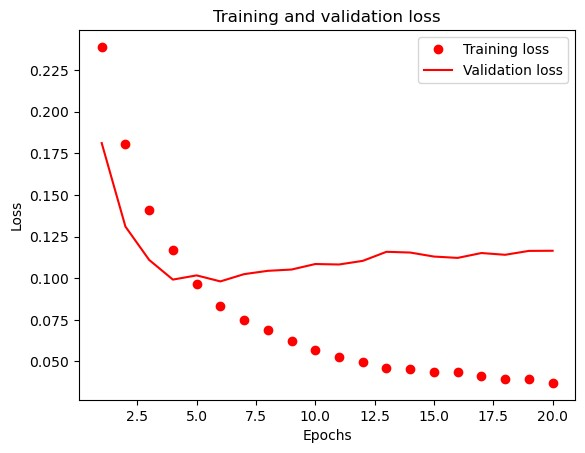 Training and validation loss
Training loss
Validation loss
0.225
0.200
0.175
0.150
0.125
0.100
0.075
0.050
Loss
2.5 5.0 7.5 10.0 12.5 15.0 17.5 20.0
Epochs